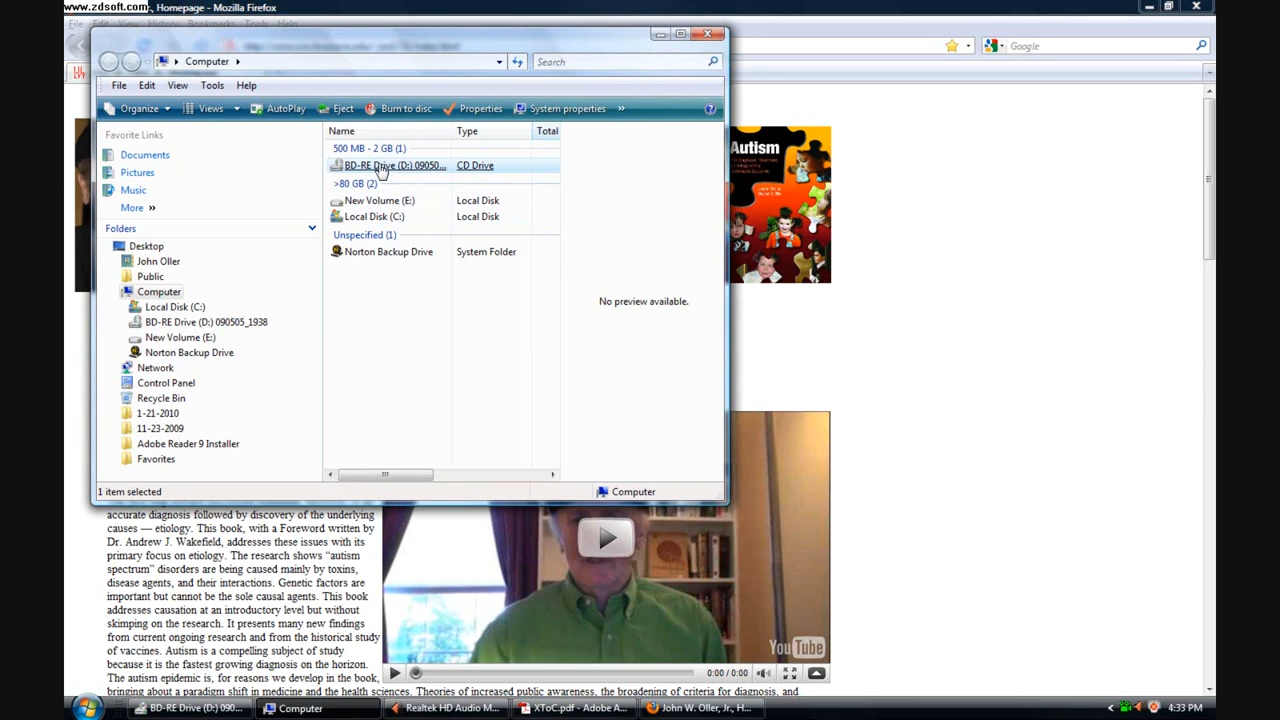 www.zdsoft.com, Homepage - Mozilla Firefox
File Edit View History Bookmarks Tools Help
Google
Computer
Search
File Edit View Tools Help
Organize Views AutoPlay Eject Burn to disc Properties System properties »
Favorite Links
Documents
Pictures
Music
More »
Folders
Desktop
John Oller
Public
Computer
Local Disk (C:)
BD-RE Drive (D:) 090505_1938
New Volume (E:)
Norton Backup Drive
Network
Control Panel
Recycle Bin
1-21-2010
11-23-2009
Adobe Reader 9 Installer
Favorites
Name Type Total
500 MB - 2 GB (1)
BD-RE Drive (D:) 09050... CD Drive
>80 GB (2)
New Volume (E:) Local Disk
Local Disk (C:) Local Disk
Unspecified (1)
Norton Backup Drive System Folder
No preview available.
1 item selected
Computer
Autism
accurate diagnosis followed by discovery of the underlying
causes — etiology. This book, with a Foreword written by
Dr. Andrew J. Wakefield, addresses these issues with its
primary focus on etiology. The research shows “autism
spectrum” disorders are being caused mainly by toxins,
disease agents, and their interactions. Genetic factors are
important but cannot be the sole causal agents. This book
addresses causation at an introductory level but without
skimping on the research. It presents many new findings
from current ongoing research and from the historical study
of vaccines. Autism is a compelling subject of study
because it is the fastest growing diagnosis on the horizon.
The autism epidemic is, for reasons we develop in the book,
bringing about a paradigm shift in medicine and the health sciences. Theories of increased public awareness, the broadening of criteria for diagnosis, and
YouTube
0:00 / 0:00
BD-RE Drive (D:) 090... Computer Realtek HD Audio M... XToC.pdf - Adobe A... John W. Oller, Jr., H... 4:33 PM